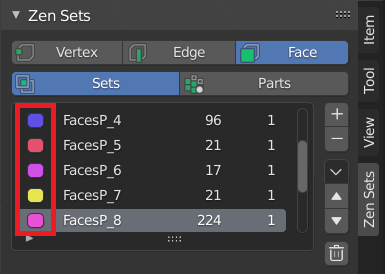 Zen Sets
Vertex Edge Face
Sets Parts
FacesP_4 96 1
FacesP_5 21 1
FacesP_6 17 1
FacesP_7 21 1
FacesP_8 224 1
Item
Tool
View
Zen Sets